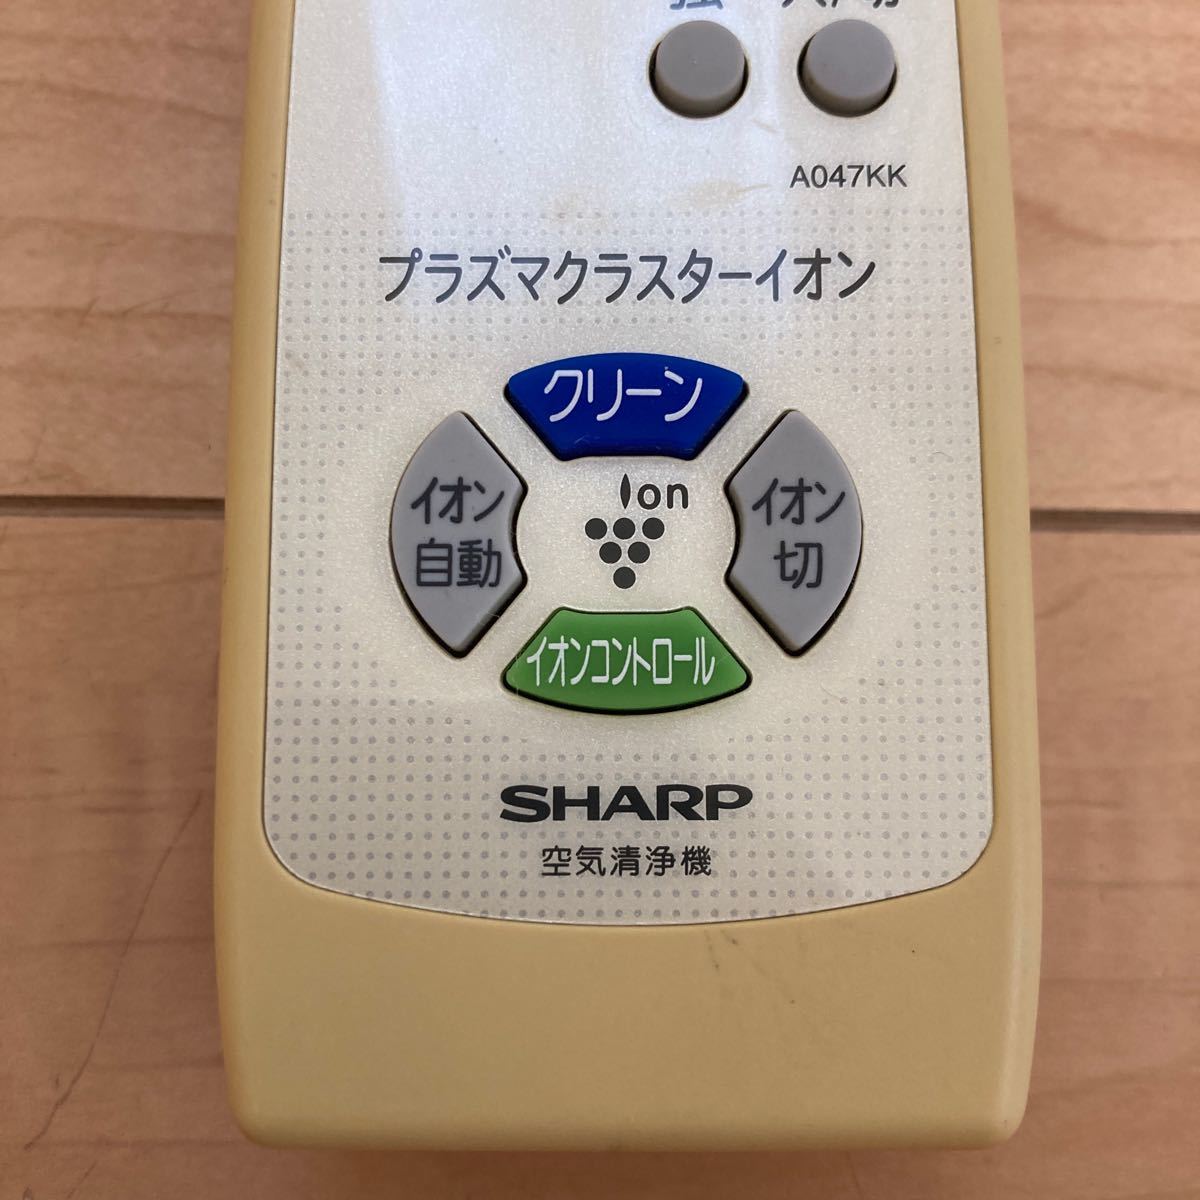 A047KK
プラズマクラスターイオン
クリーン
イオン
自動
Ion
イオン
切
イオンコントロール
SHARP
空気清浄機